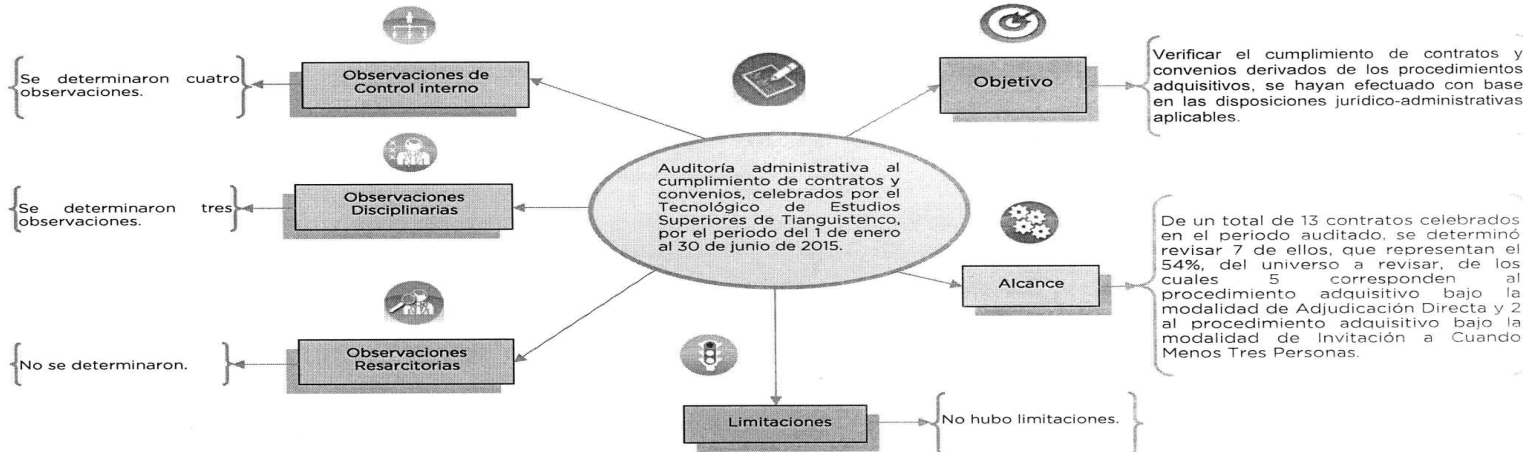 Observaciones de
Control interno
Se determinaron cuatro
observaciones.
Observaciones
Disciplinarias
Se determinaron tres
observaciones.
Observaciones
Resarcitorias
No se determinaron.
Auditoría administrativa al
cumplimiento de contratos y
convenios, celebrados por el
Tecnológico de Estudios
Superiores de Tianguistenco,
por el periodo del 1 de enero
al 30 de junio de 2015.
Objetivo
Verificar el cumplimiento de contratos y
convenios derivados de los procedimientos
adquisitivos, se hayan efectuado con base
en las disposiciones jurídico-administrativas
aplicables.
Alcance
De un total de 13 contratos celebrados
en el periodo auditado, se determinó
revisar 7 de ellos, que representan el
54%, del universo a revisar, de los
cuales 5 corresponden al
procedimiento adquisitivo bajo la
modalidad de Adjudicación Directa y 2
al procedimiento adquisitivo bajo la
modalidad de Invitación a Cuando
Menos Tres Personas.
Limitaciones
No hubo limitaciones.